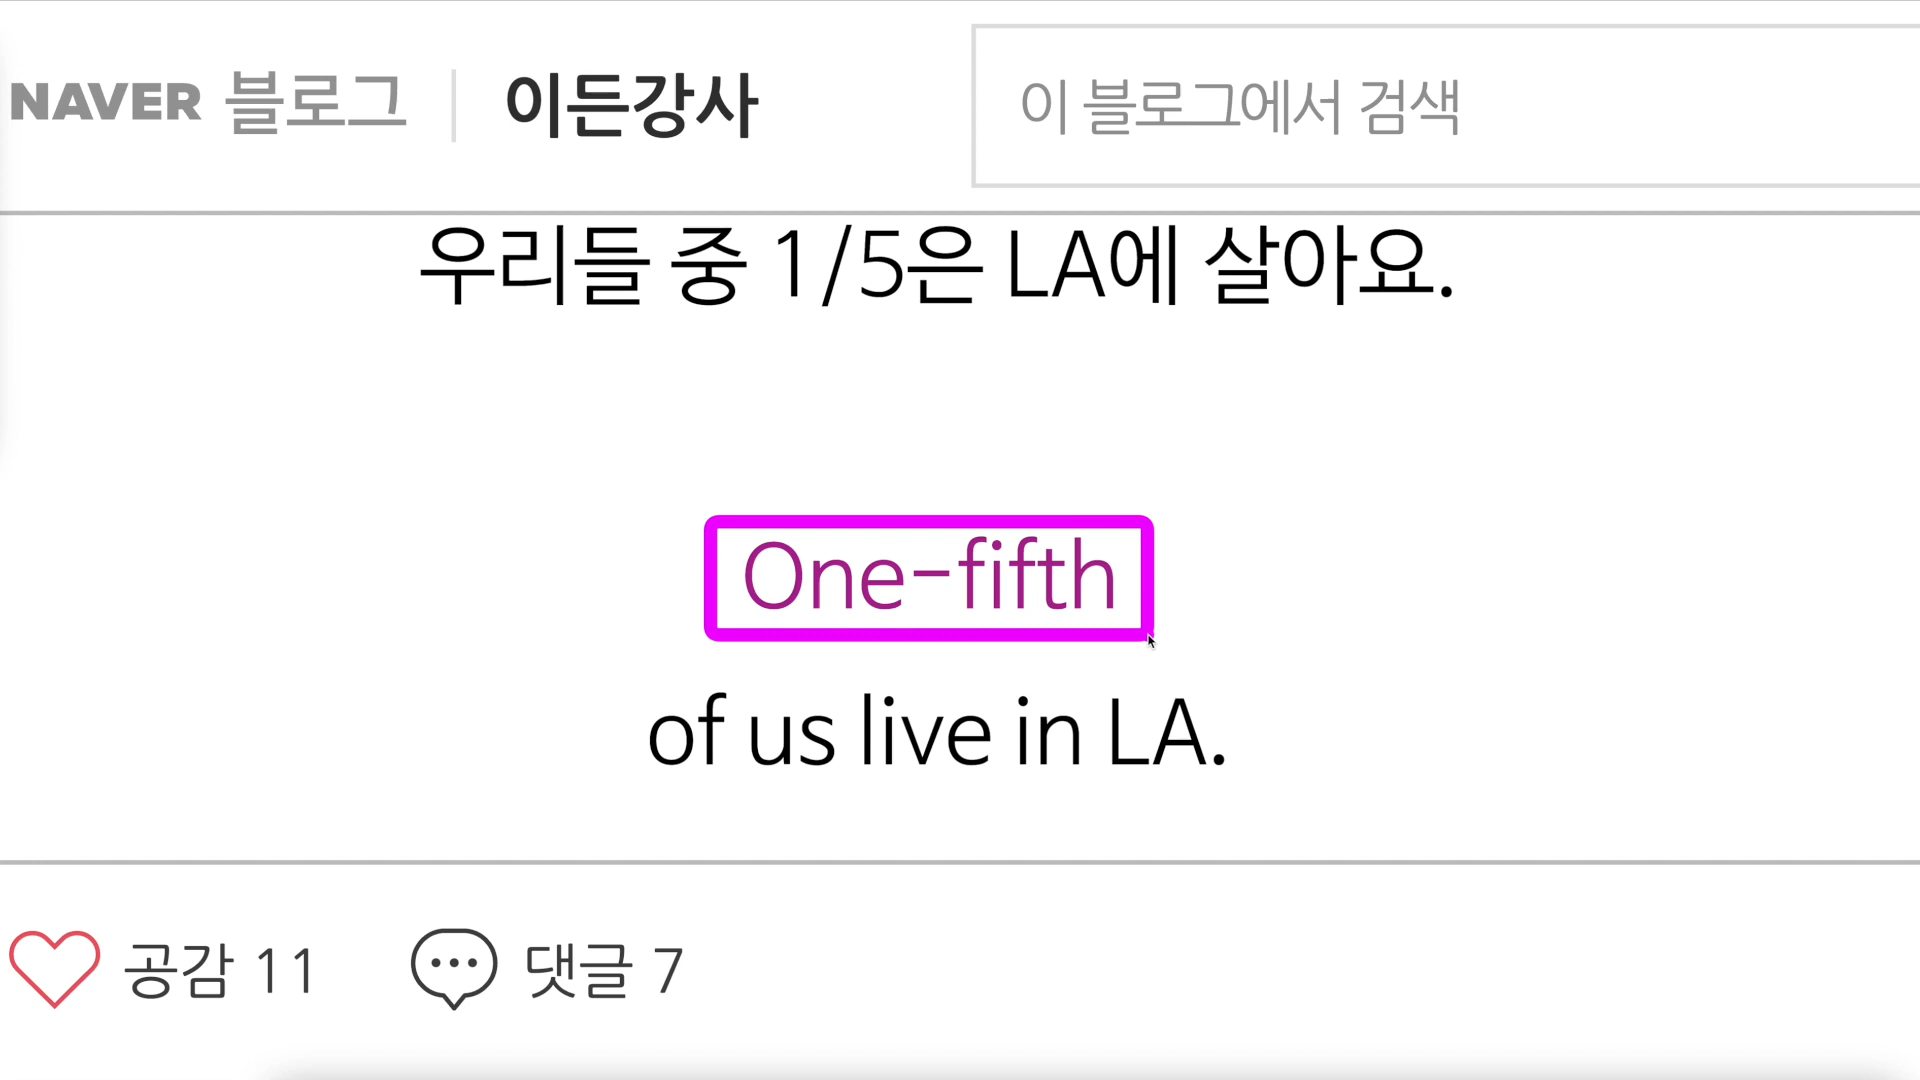 NAVER 블로그 이든강사 이 블로그에서 검색
우리들 중 1/5은 LA에 살아요.
One-fifth
of us live in LA.
공감 11 댓글 7